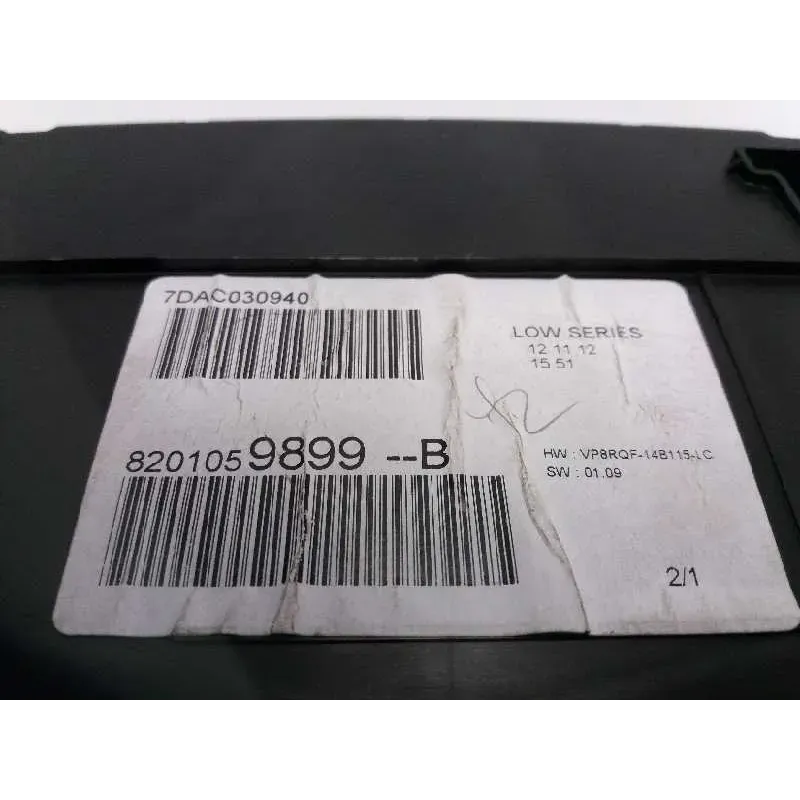 7DAC030940
LOW SERIES
12 11 12
15 51
8201059899 --B
HW : VP8RQF-14B115-LC
SW : 01.09
2/1